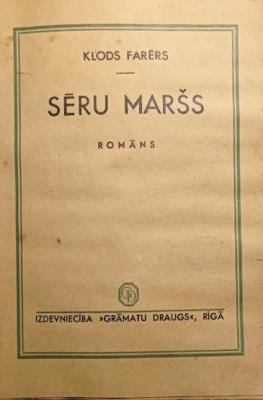 KLODS FARĒRS
SĒRU MARŠS
ROMĀNS
IZDEVNIECĪBA »GRĀMATU DRAUGS«, RĪGĀ